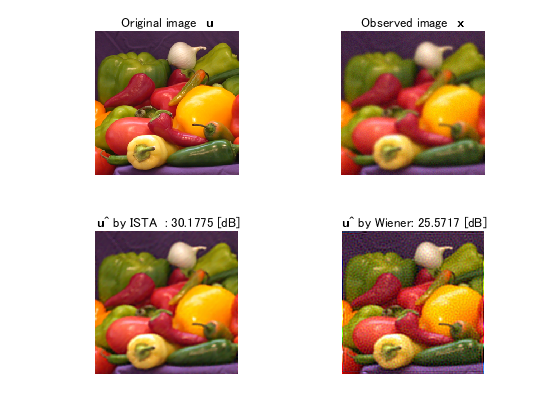 Original image u
Observed image x
u^ by ISTA : 30.1775 [dB]
u^ by Wiener: 25.5717 [dB]